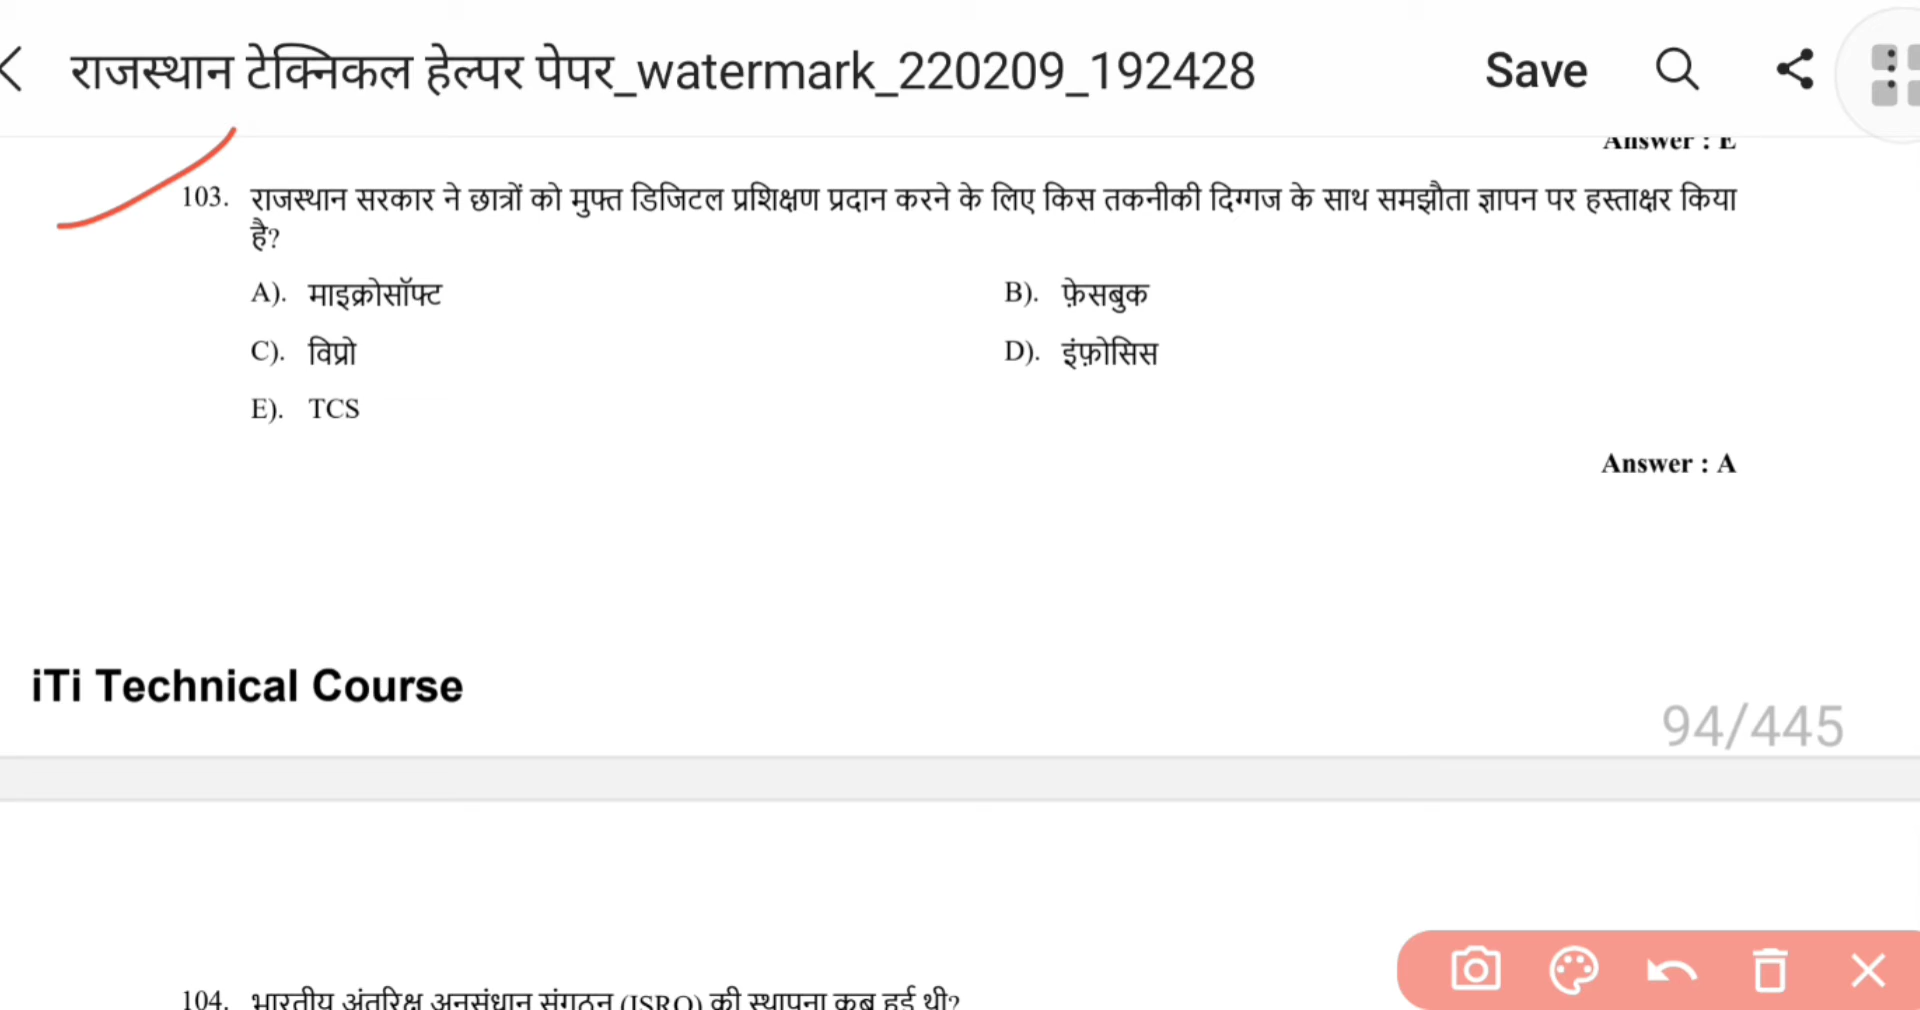 राजस्थान टेक्निकल हेल्पर पेपर_watermark_220209_192428 Save
Answer : E
103. राजस्थान सरकार ने छात्रों को मुफ्त डिजिटल प्रशिक्षण प्रदान करने के लिए किस तकनीकी दिग्गज के साथ समझौता ज्ञापन पर हस्ताक्षर किया
है?
A). माइक्रोसॉफ्ट B). फ़ेसबुक
C). विप्रो D). इंफ़ोसिस
E). TCS
Answer : A
iTi Technical Course
94/445
104. भारतीय अंतरिक्ष अनुसंधान संगठन (ISRO) की स्थापना कब हुई थी?